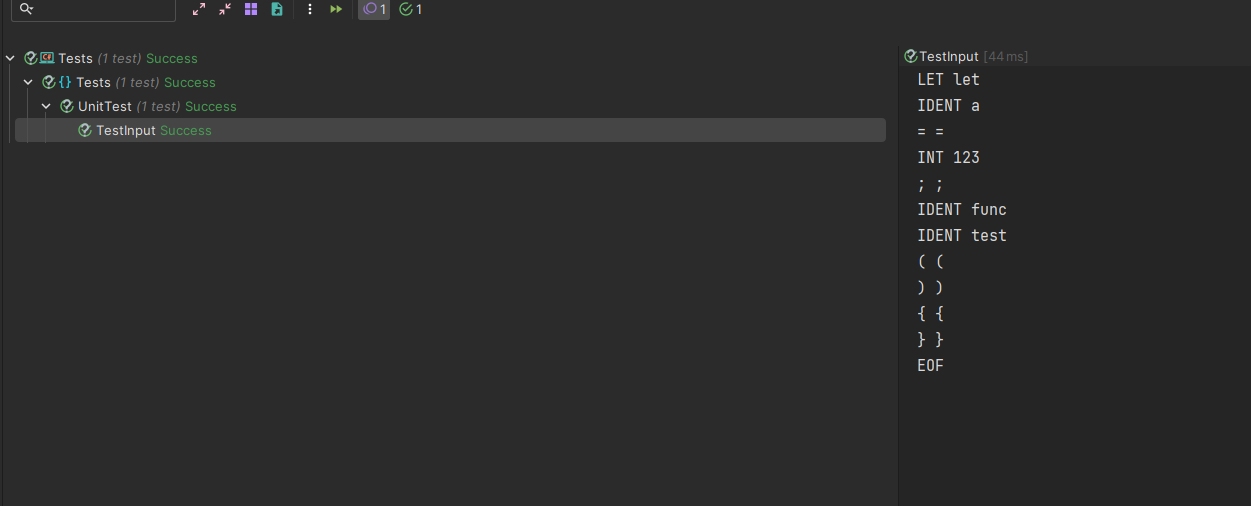 1 1
Tests (1 test) Success
Tests (1 test) Success
UnitTest (1 test) Success
TestInput Success
TestInput [44 ms]
LET let
IDENT a
= =
INT 123
; ;
IDENT func
IDENT test
( (
) )
{ {
} }
EOF